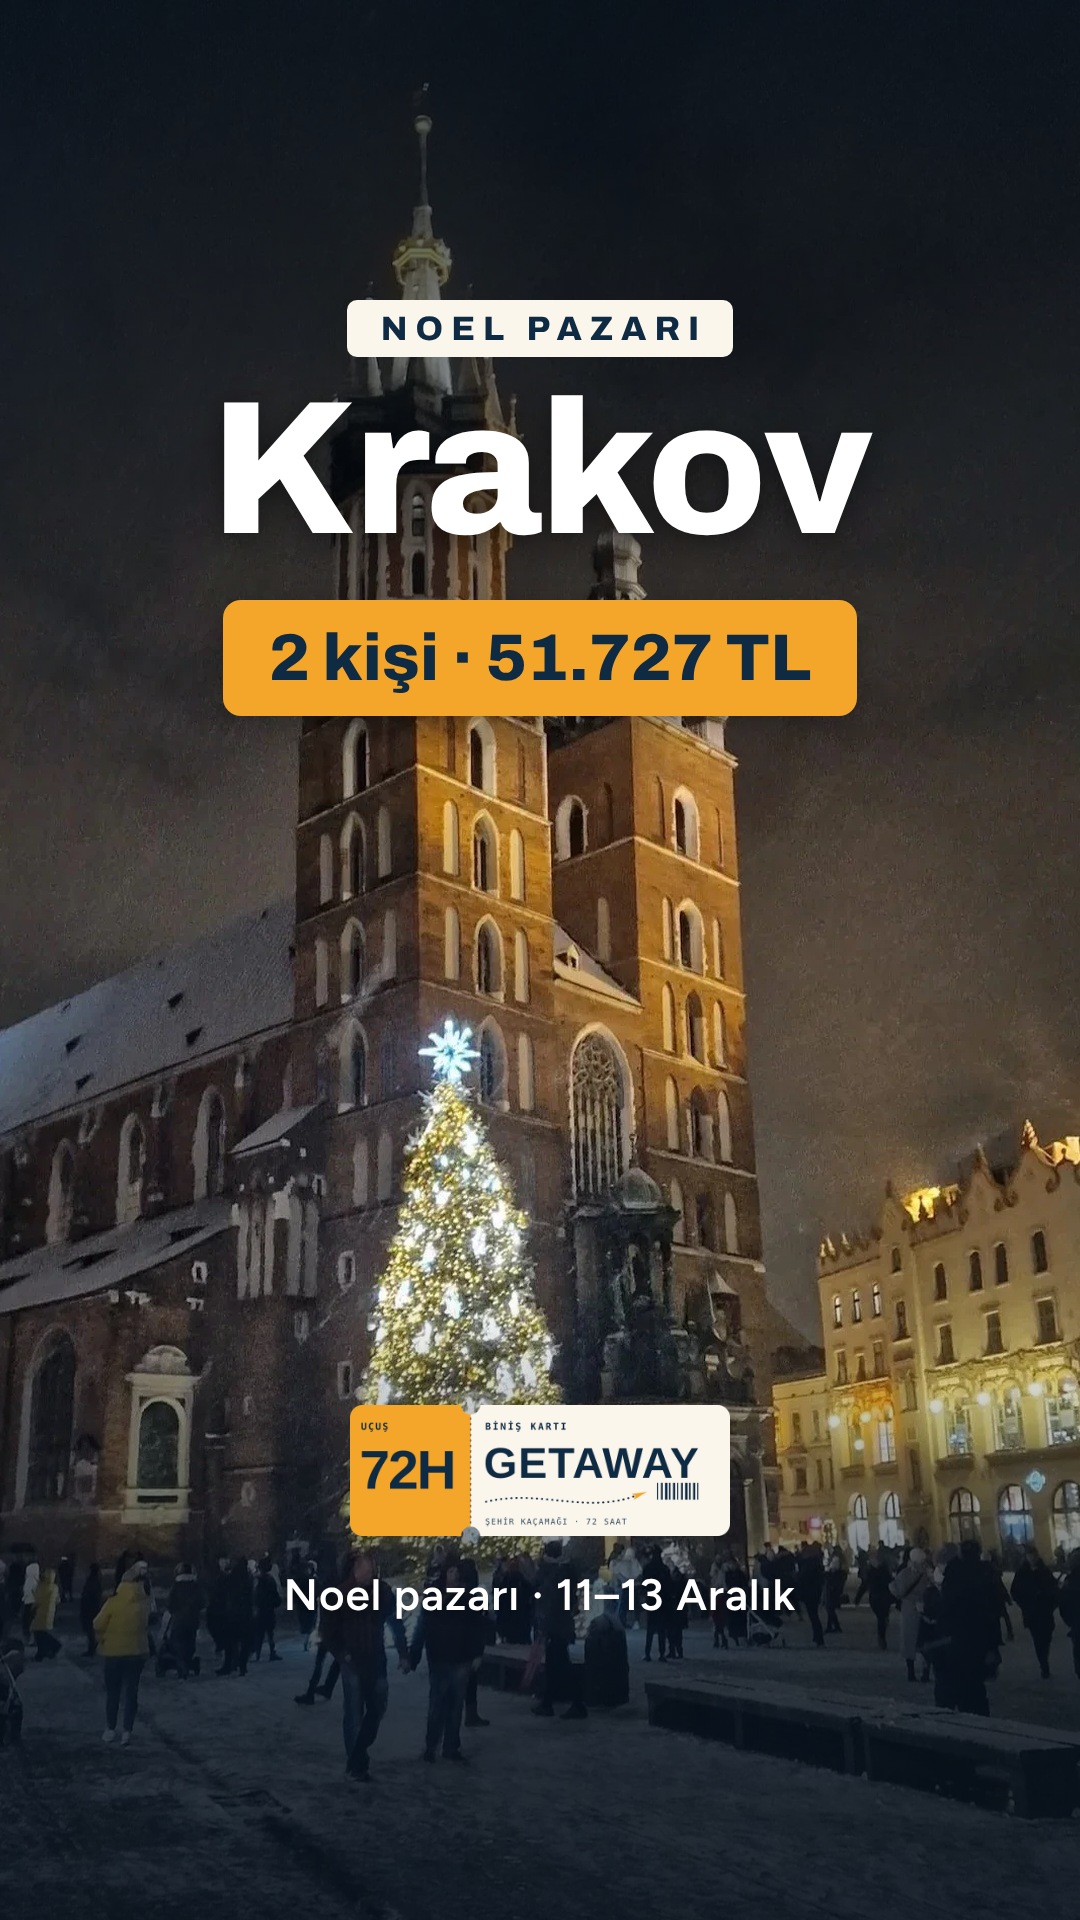 NOEL PAZARI
Krakov
2 kişi · 51.727 TL
UÇUŞ
72H
BİNİŞ KARTI
GETAWAY
ŞEHİR KAÇAMAĞI · 72 SAAT
Noel pazarı · 11–13 Aralık